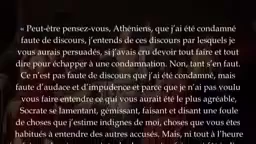 « Peut-être pensez-vous, Athéniens, que j’ai été condamné
faute de discours, j’entends de ces discours par lesquels je
vous aurais persuadés, si j’avais cru devoir tout faire et tout
dire pour échapper à une condamnation. Non, tant s’en faut.
Ce n’est pas faute de discours que j’ai été condamné, mais
faute d’audace et d’impudence et parce que je n’ai pas voulu
vous faire entendre ce qui vous aurait été le plus agréable,
Socrate se lamentant, gémissant, faisant et disant une foule
de choses que j’estime indignes de moi, choses que vous êtes
habitués à entendre des autres accusés. Mais, ni tout à l’heure